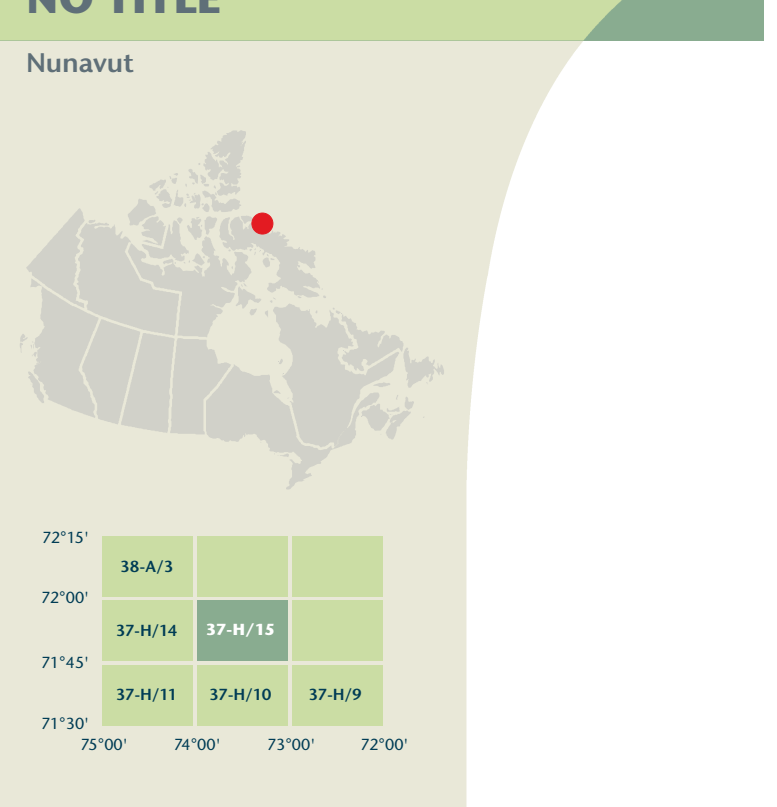 NO TITLE
Nunavut
72°15'
38-A/3
72°00'
37-H/14 37-H/15
71°45'
37-H/11 37-H/10 37-H/9
71°30'
75°00' 74°00' 73°00' 72°00'